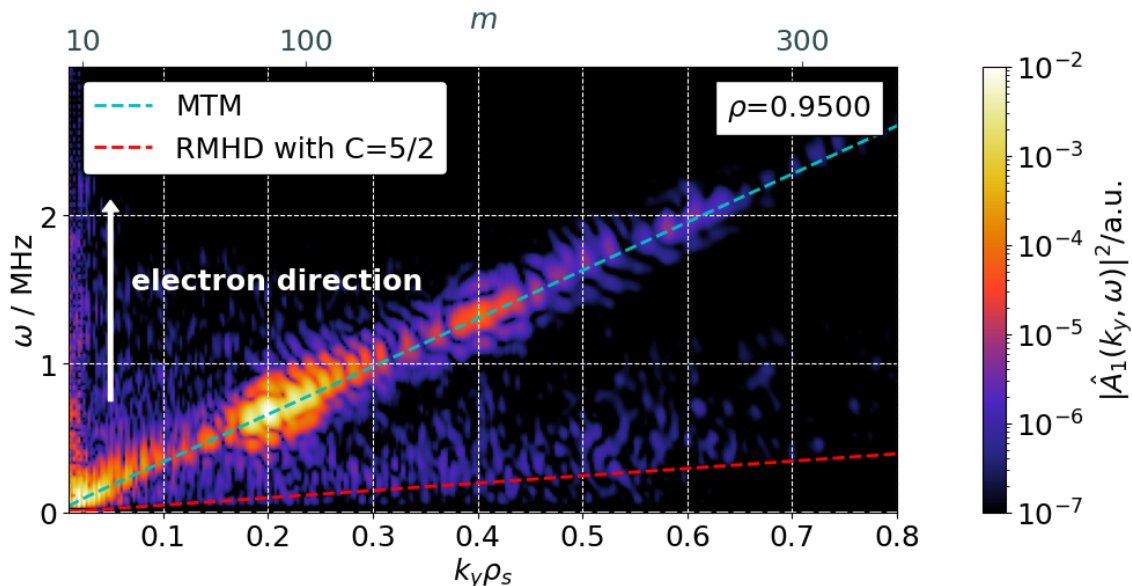 m
10 100 300
MTM
RMHD with C=5/2
ρ=0.9500
electron direction
ω / MHz
2
1
0
0.1 0.2 0.3 0.4 0.5 0.6 0.7 0.8
k_yρ_s
10⁻²
10⁻³
10⁻⁴
10⁻⁵
10⁻⁶
10⁻⁷
|Â₁(k_y, ω)|²/a.u.